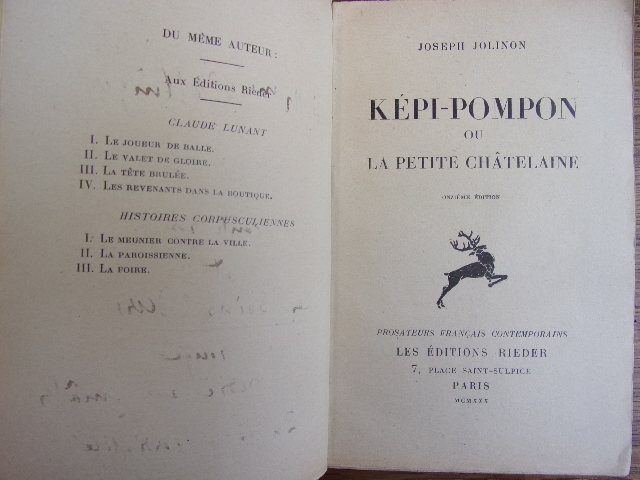 DU MÊME AUTEUR :
Aux Éditions Rieder
CLAUDE LUNANT
I. LE JOUEUR DE BALLE.
II. LE VALET DE GLOIRE.
III. LA TÊTE BRULÉE.
IV. LES REVENANTS DANS LA BOUTIQUE.
HISTOIRES CORPUSCULIENNES
I. LE MEUNIER CONTRE LA VILLE.
II. LA PAROISSIENNE.
III. LA FOIRE.
JOSEPH JOLINON
KÉPI-POMPON
OU
LA PETITE CHÂTELAINE
ONZIÈME ÉDITION
PROSATEURS FRANÇAIS CONTEMPORAINS
LES ÉDITIONS RIEDER
7, PLACE SAINT-SULPICE
PARIS
MCMXXX